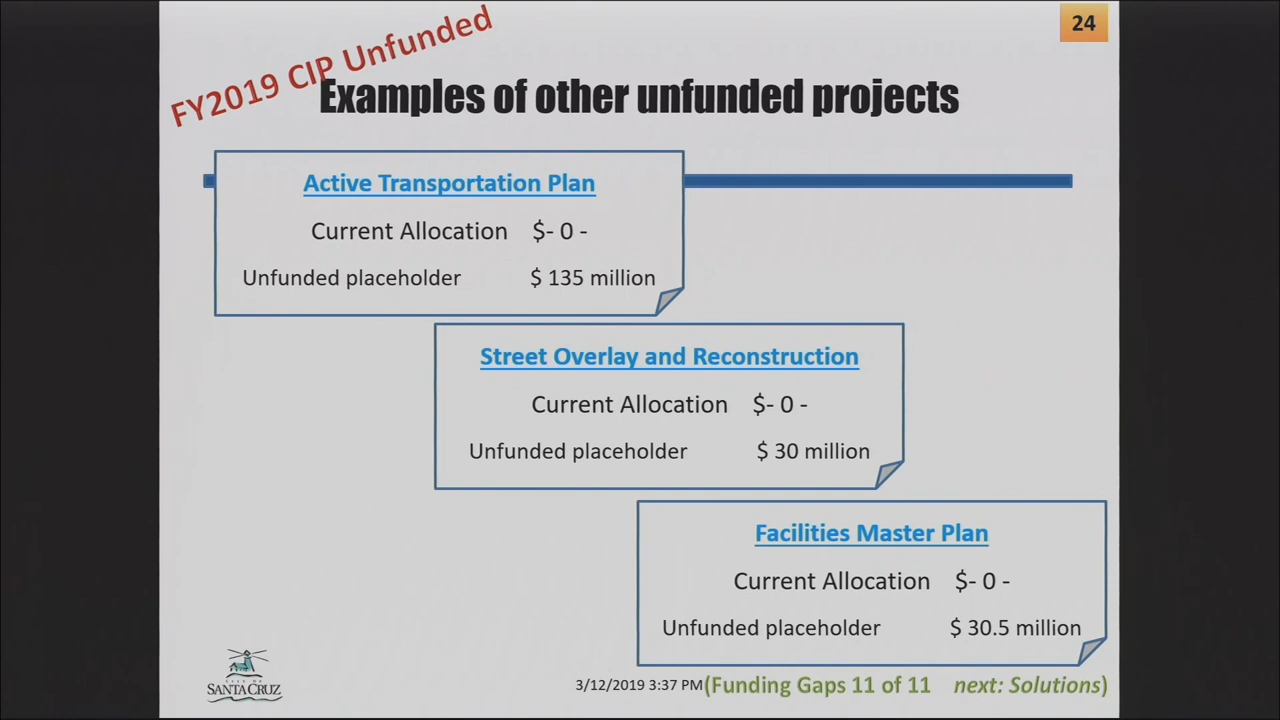 24
FY2019 CIP Unfunded
Examples of other unfunded projects
Active Transportation Plan
Current Allocation $- 0 -
Unfunded placeholder $ 135 million
Street Overlay and Reconstruction
Current Allocation $- 0 -
Unfunded placeholder $ 30 million
Facilities Master Plan
Current Allocation $- 0 -
Unfunded placeholder $ 30.5 million
CITY OF
SANTA CRUZ
3/12/2019 3:37 PM (Funding Gaps 11 of 11 next: Solutions)